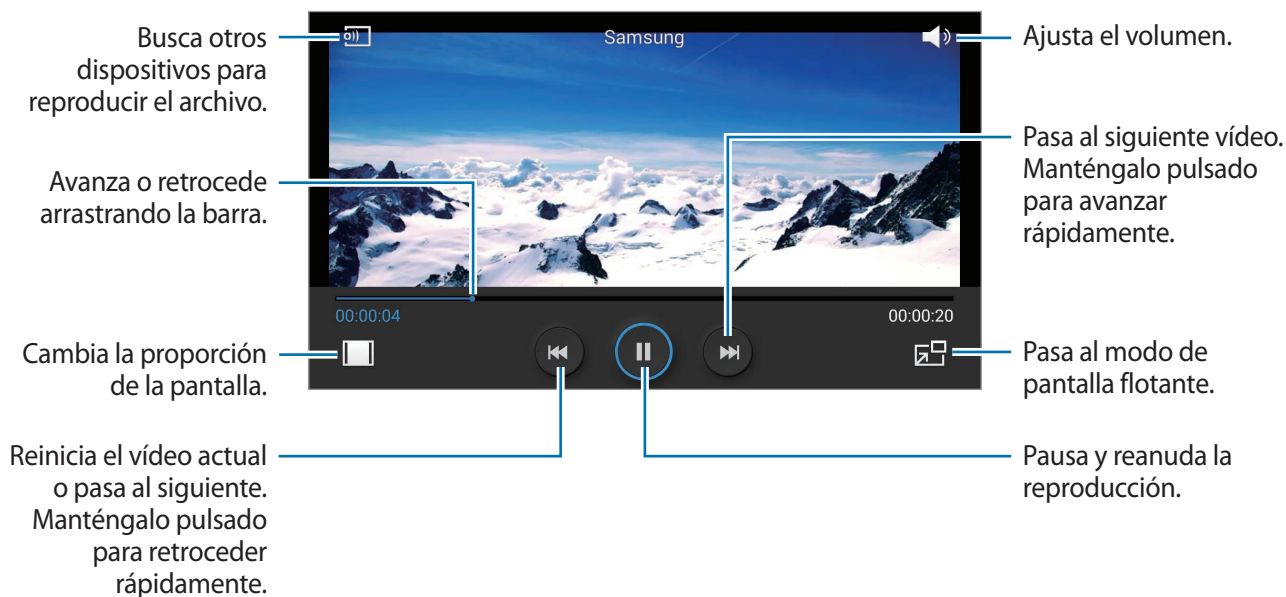 Busca otros
dispositivos para
reproducir el archivo.
Avanza o retrocede
arrastrando la barra.
Cambia la proporción
de la pantalla.
Reinicia el vídeo actual
o pasa al siguiente.
Manténgalo pulsado
para retroceder
rápidamente.
Samsung
00:00:04
00:00:20
Ajusta el volumen.
Pasa al siguiente vídeo.
Manténgalo pulsado
para avanzar
rápidamente.
Pasa al modo de
pantalla flotante.
Pausa y reanuda la
reproducción.